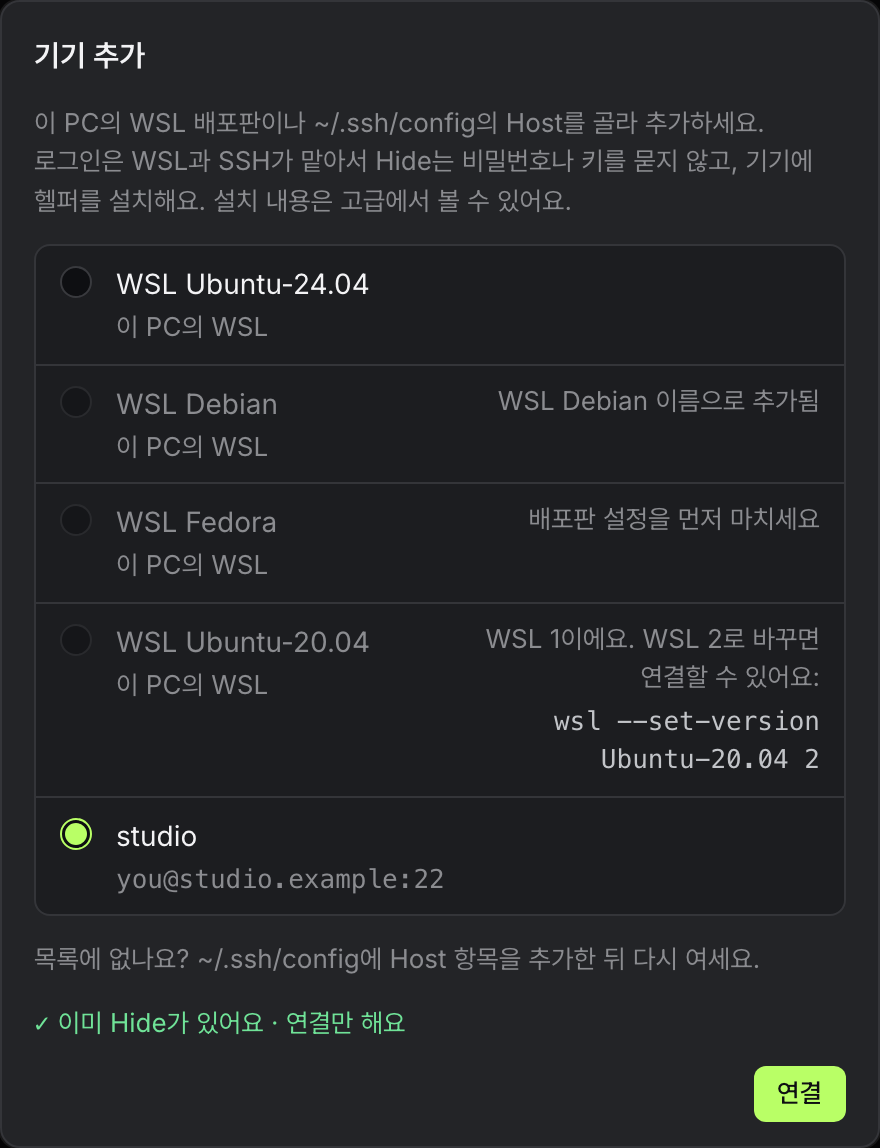 기기 추가
이 PC의 WSL 배포판이나 ~/.ssh/config의 Host를 골라 추가하세요.
로그인은 WSL과 SSH가 맡아서 Hide는 비밀번호나 키를 묻지 않고, 기기에
헬퍼를 설치해요. 설치 내용은 고급에서 볼 수 있어요.
WSL Ubuntu-24.04
이 PC의 WSL
WSL Debian
WSL Debian 이름으로 추가됨
이 PC의 WSL
WSL Fedora
배포판 설정을 먼저 마치세요
이 PC의 WSL
WSL Ubuntu-20.04
이 PC의 WSL
WSL 1이에요. WSL 2로 바꾸면
연결할 수 있어요:
wsl --set-version
Ubuntu-20.04 2
studio
you@studio.example:22
목록에 없나요? ~/.ssh/config에 Host 항목을 추가한 뒤 다시 여세요.
✓ 이미 Hide가 있어요 · 연결만 해요
연결